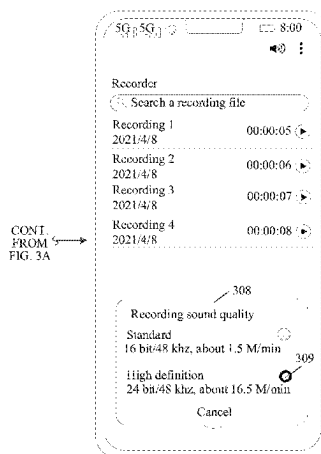 5G 5G 8:00
Recorder
Search a recording file
Recording 1
2021/4/8
00:00:05
Recording 2
2021/4/8
00:00:06
Recording 3
2021/4/8
00:00:07
Recording 4
2021/4/8
00:00:08
CONT.
FROM
FIG. 3A
308
Recording sound quality
Standard
16 bit/48 khz, about 1.5 M/min
309
High definition
24 bit/48 khz, about 16.5 M/min
Cancel